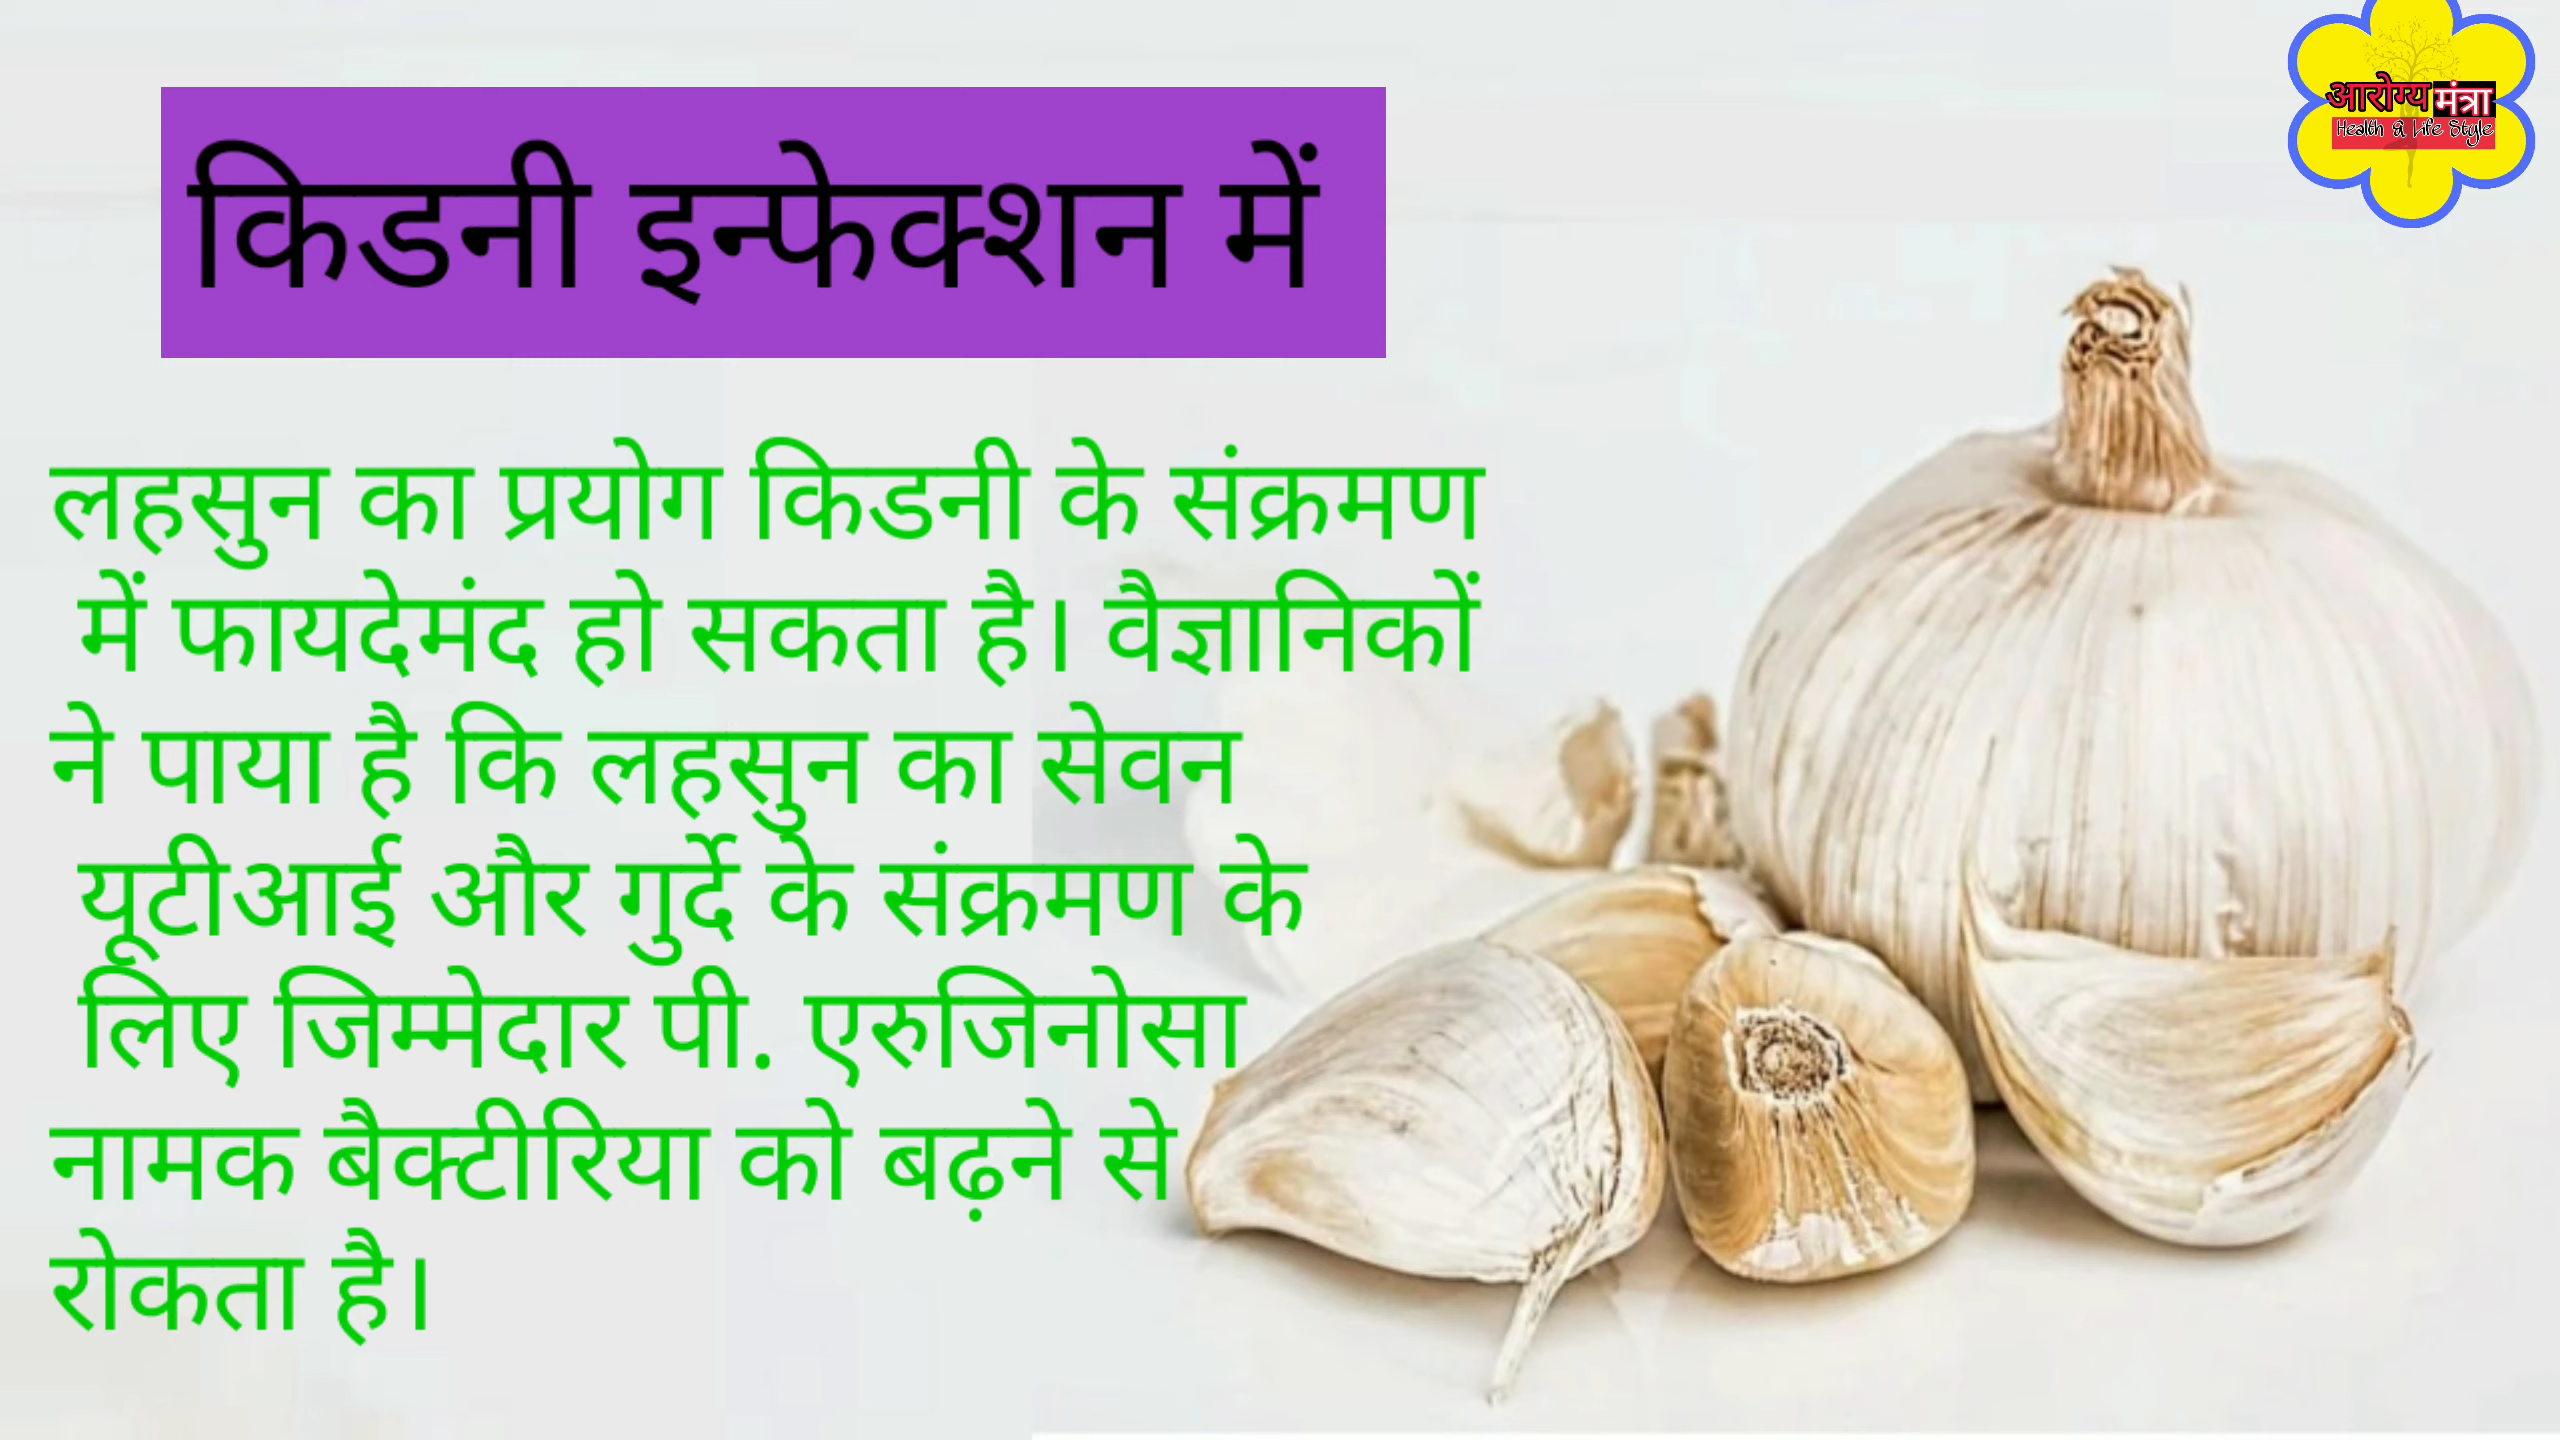 आरोग्य मंत्रा
Health & Life Style
किडनी इन्फेक्शन में
लहसुन का प्रयोग किडनी के संक्रमण
में फायदेमंद हो सकता है। वैज्ञानिकों
ने पाया है कि लहसुन का सेवन
यूटीआई और गुर्दे के संक्रमण के
लिए जिम्मेदार पी. एरुजिनोसा
नामक बैक्टीरिया को बढ़ने से
रोकता है।